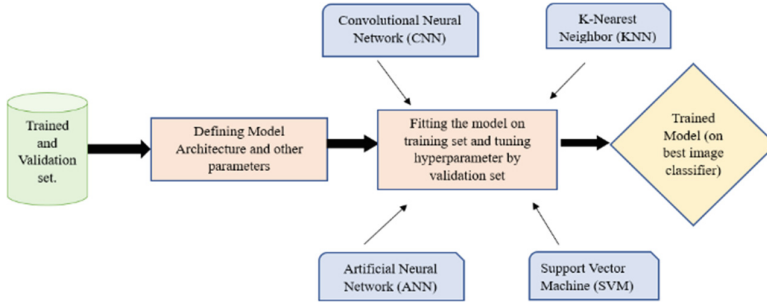 Convolutional Neural
Network (CNN)
K-Nearest
Neighbor (KNN)
Trained
and
Validation
set.
Defining Model
Architecture and other
parameters
Fitting the model on
training set and tuning
hyperparameter by
validation set
Trained
Model (on
best image
classifier)
Artificial Neural
Network (ANN)
Support Vector
Machine (SVM)